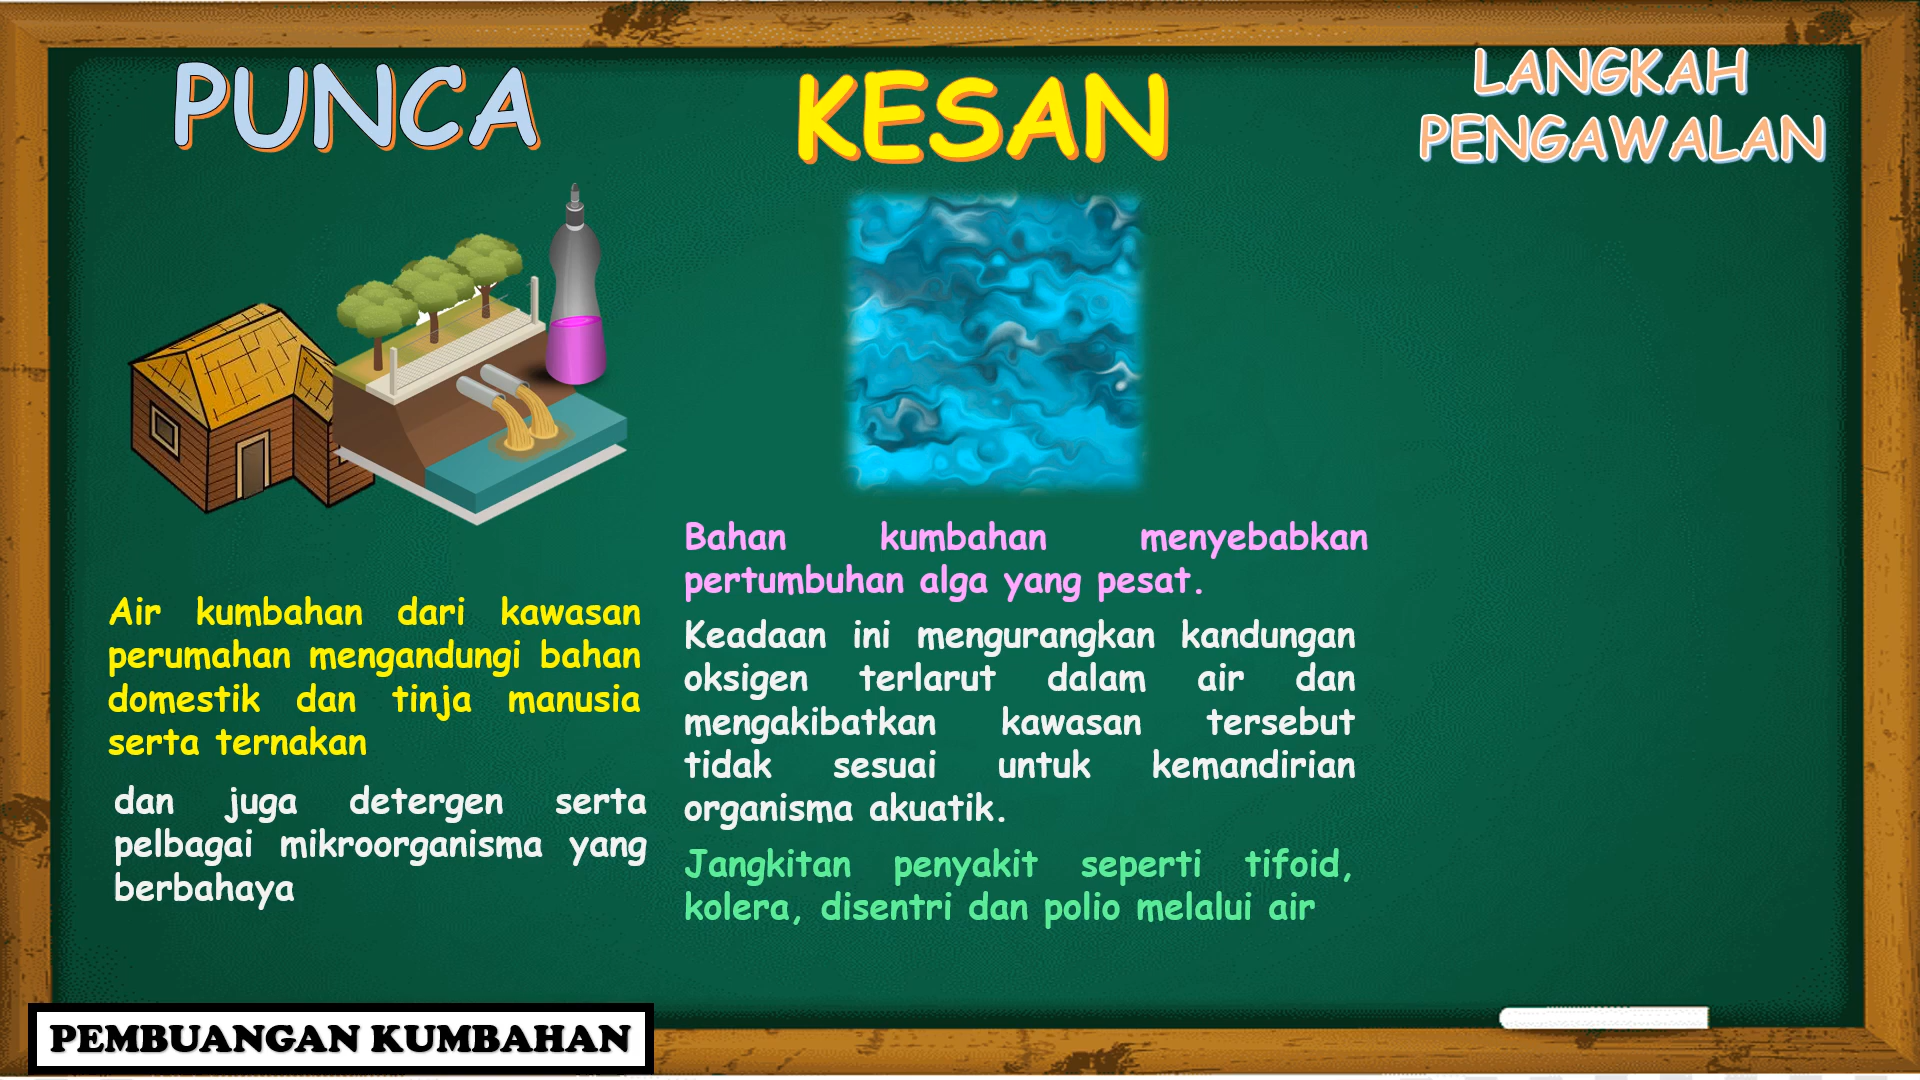 PUNCA
KESAN
LANGKAH
PENGAWALAN
Air kumbahan dari kawasan
perumahan mengandungi bahan
domestik dan tinja manusia
serta ternakan
dan juga detergen serta
pelbagai mikroorganisma yang
berbahaya
Bahan kumbahan menyebabkan
pertumbuhan alga yang pesat.
Keadaan ini mengurangkan kandungan
oksigen terlarut dalam air dan
mengakibatkan kawasan tersebut
tidak sesuai untuk kemandirian
organisma akuatik.
Jangkitan penyakit seperti tifoid,
kolera, disentri dan polio melalui air
PEMBUANGAN KUMBAHAN